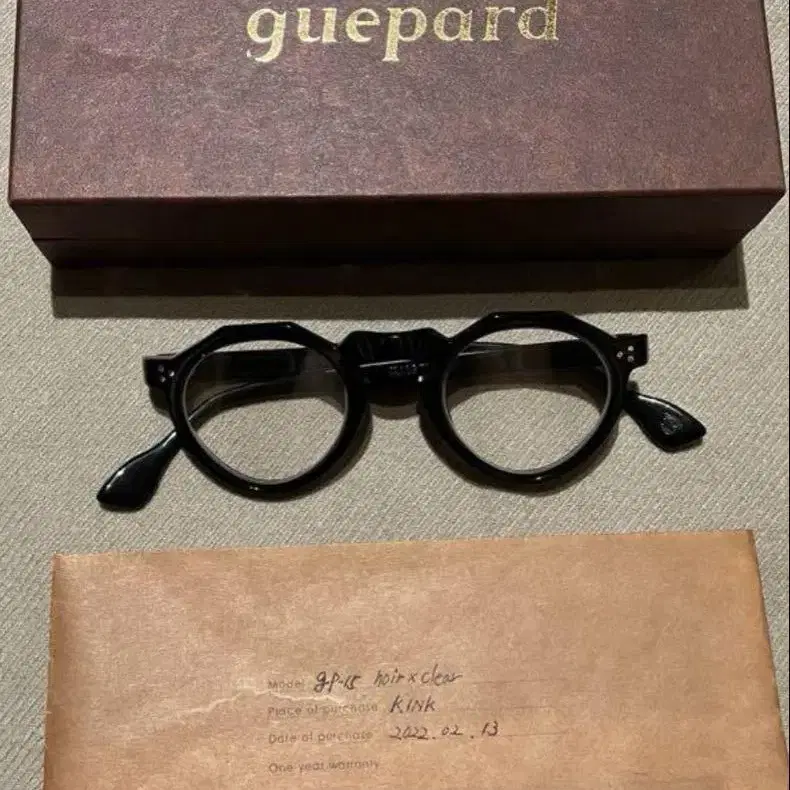 guepard
Model gp-15 noir x clear
Place of purchase KINK
Date of purchase 2022.02.13
One year warranty